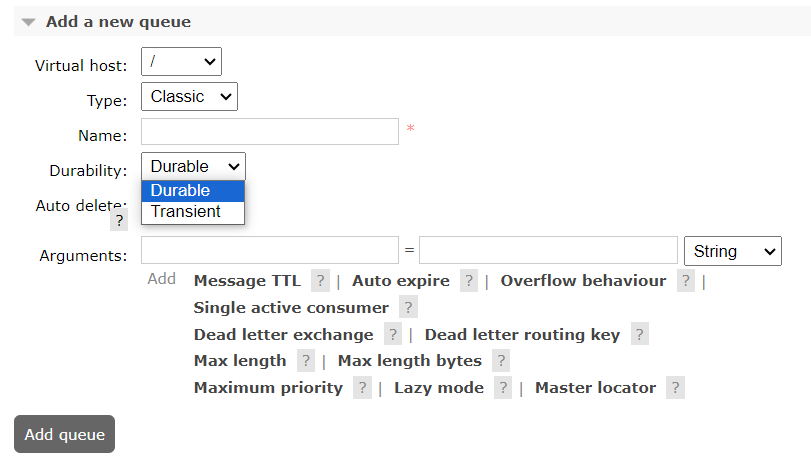 Add a new queue
Virtual host: /
Type: Classic
Name: *
Durability: Durable
Durable
Auto delete:
Transient
?
Arguments: = String
Add Message TTL ? | Auto expire ? | Overflow behaviour ? |
Single active consumer ?
Dead letter exchange ? | Dead letter routing key ?
Max length ? | Max length bytes ?
Maximum priority ? | Lazy mode ? | Master locator ?
Add queue